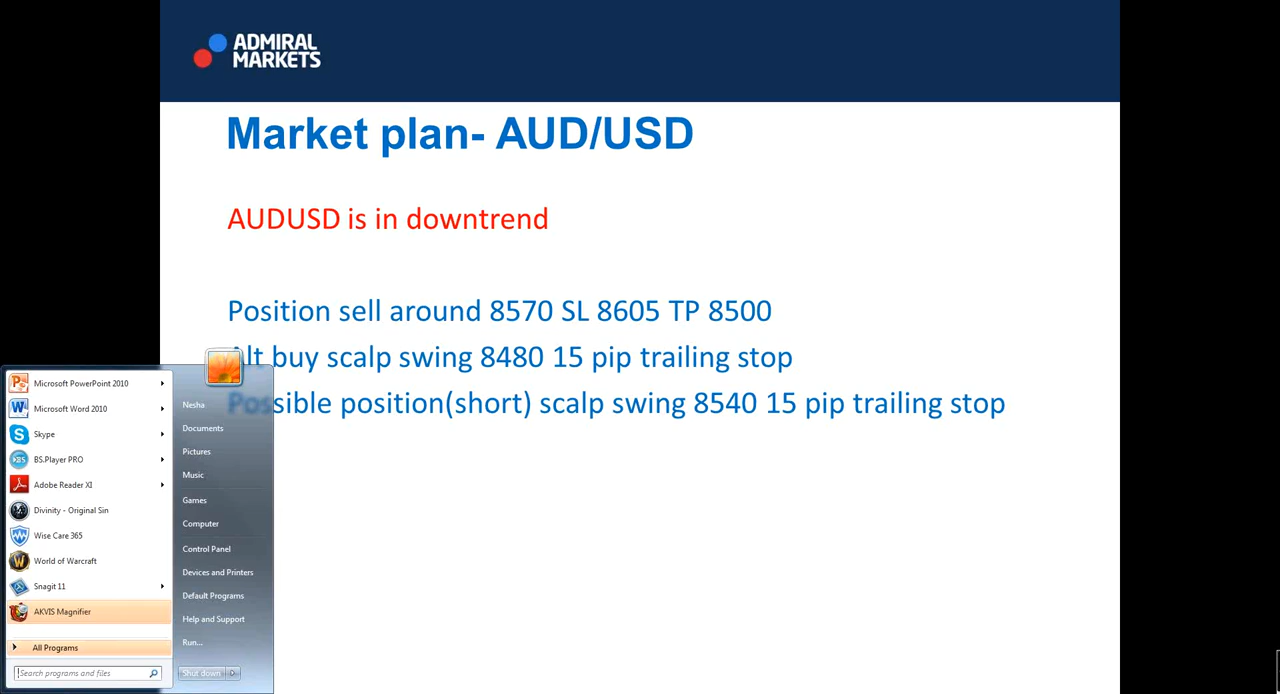 ADMIRAL
MARKETS
Market plan- AUD/USD
AUDUSD is in downtrend
Position sell around 8570 SL 8605 TP 8500
Alt buy scalp swing 8480 15 pip trailing stop
Possible position(short) scalp swing 8540 15 pip trailing stop
Microsoft PowerPoint 2010
Microsoft Word 2010
Skype
BS.Player PRO
Adobe Reader XI
Divinity - Original Sin
Wise Care 365
World of Warcraft
Snagit 11
AKVIS Magnifier
All Programs
Search programs and files
Nesha
Documents
Pictures
Music
Games
Computer
Control Panel
Devices and Printers
Default Programs
Help and Support
Run...
Shut down